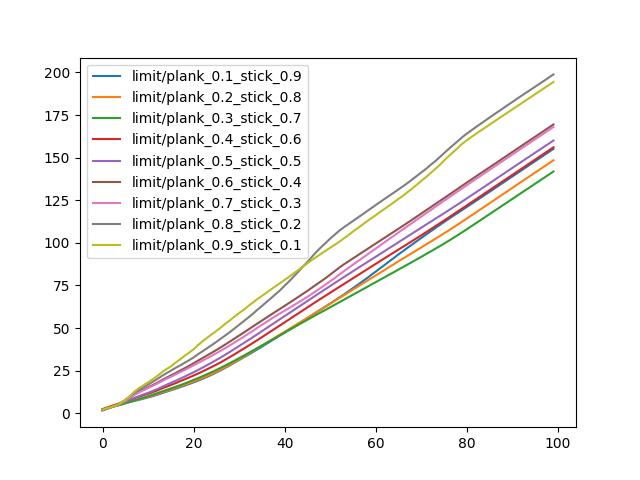 200
175
150
125
100
75
50
25
0
limit/plank_0.1_stick_0.9
limit/plank_0.2_stick_0.8
limit/plank_0.3_stick_0.7
limit/plank_0.4_stick_0.6
limit/plank_0.5_stick_0.5
limit/plank_0.6_stick_0.4
limit/plank_0.7_stick_0.3
limit/plank_0.8_stick_0.2
limit/plank_0.9_stick_0.1
0 20 40 60 80 100